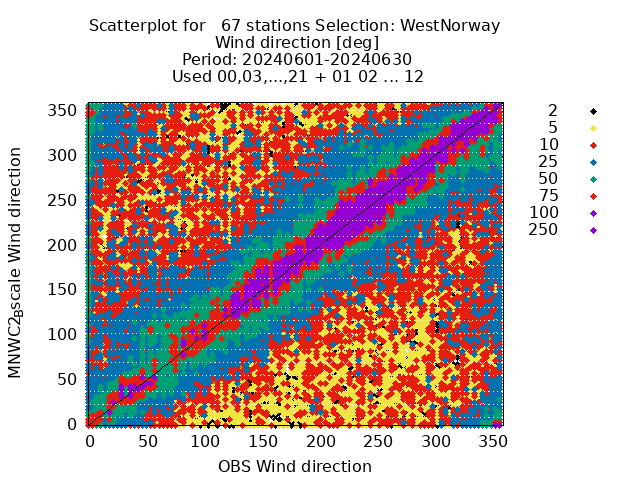 Scatterplot for   67 stations Selection: WestNorway
Wind direction [deg]
Period: 20240601-20240630
Used 00,03,...,21 + 01 02 ... 12
MNWC2Bscale Wind direction
350
300
250
200
150
100
50
0
0 50 100 150 200 250 300 350
OBS Wind direction
2
5
10
25
50
75
100
250